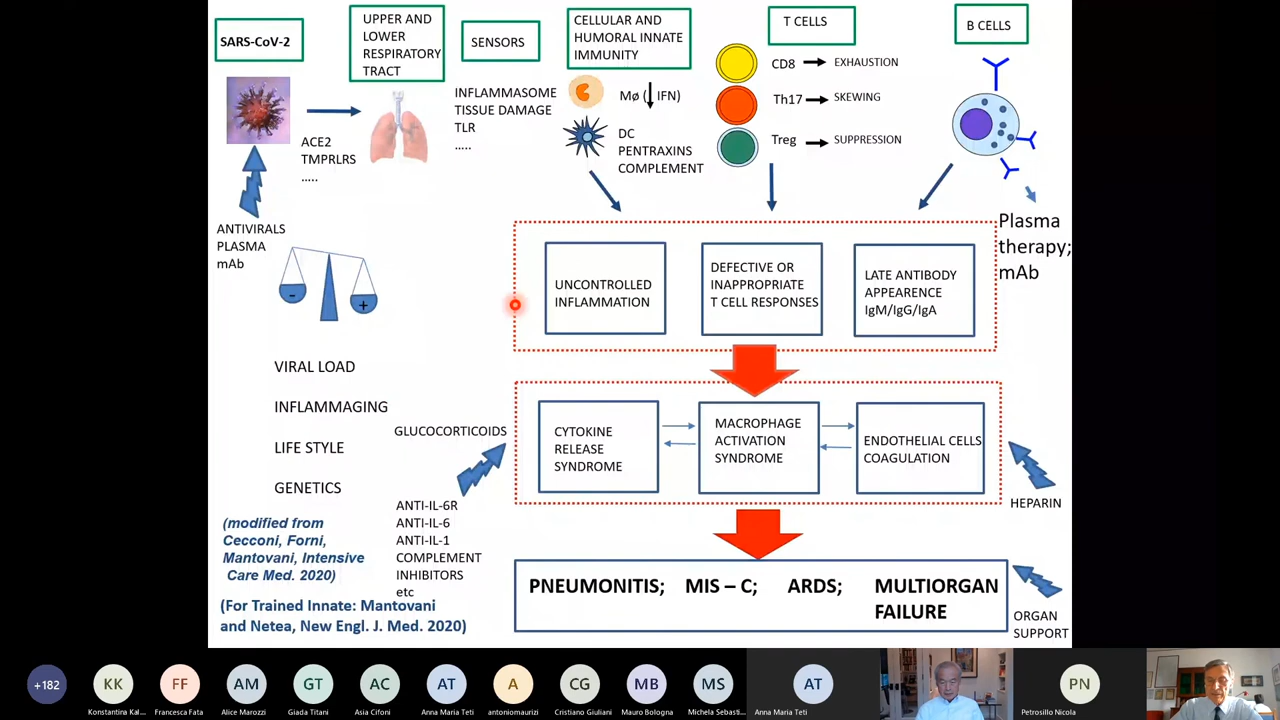 SARS-CoV-2
UPPER AND
LOWER
RESPIRATORY
TRACT
SENSORS
CELLULAR AND
HUMORAL INNATE
IMMUNITY
T CELLS
B CELLS
ACE2
TMPRLRS
.....
INFLAMMASOME
TISSUE DAMAGE
TLR
.....
Mø ( IFN)
DC
PENTRAXINS
COMPLEMENT
CD8
EXHAUSTION
Th17
SKEWING
Treg
SUPPRESSION
Plasma
therapy;
mAb
ANTIVIRALS
PLASMA
mAb
-
+
UNCONTROLLED
INFLAMMATION
DEFECTIVE OR
INAPPROPRIATE
T CELL RESPONSES
LATE ANTIBODY
APPEARENCE
IgM/IgG/IgA
VIRAL LOAD
INFLAMMAGING
LIFE STYLE
GENETICS
GLUCOCORTICOIDS
CYTOKINE
RELEASE
SYNDROME
MACROPHAGE
ACTIVATION
SYNDROME
ENDOTHELIAL CELLS
COAGULATION
HEPARIN
ANTI-IL-6R
ANTI-IL-6
ANTI-IL-1
COMPLEMENT
INHIBITORS
etc
(modified from
Cecconi, Forni,
Mantovani, Intensive
Care Med. 2020)
(For Trained Innate: Mantovani
and Netea, New Engl. J. Med. 2020)
PNEUMONITIS; MIS – C; ARDS; MULTIORGAN
FAILURE
ORGAN
SUPPORT
+182
KK
FF
AM
GT
AC
AT
A
CG
MB
MS
AT
PN
Konstantina Kal...
Francesca Fata
Alice Marozzi
Giada Titani
Asia Cifoni
Anna Maria Teti
antoniomaurizi
Cristiano Giuliani
Mauro Bologna
Michela Sebasti...
Anna Maria Teti
Petrosillo Nicola